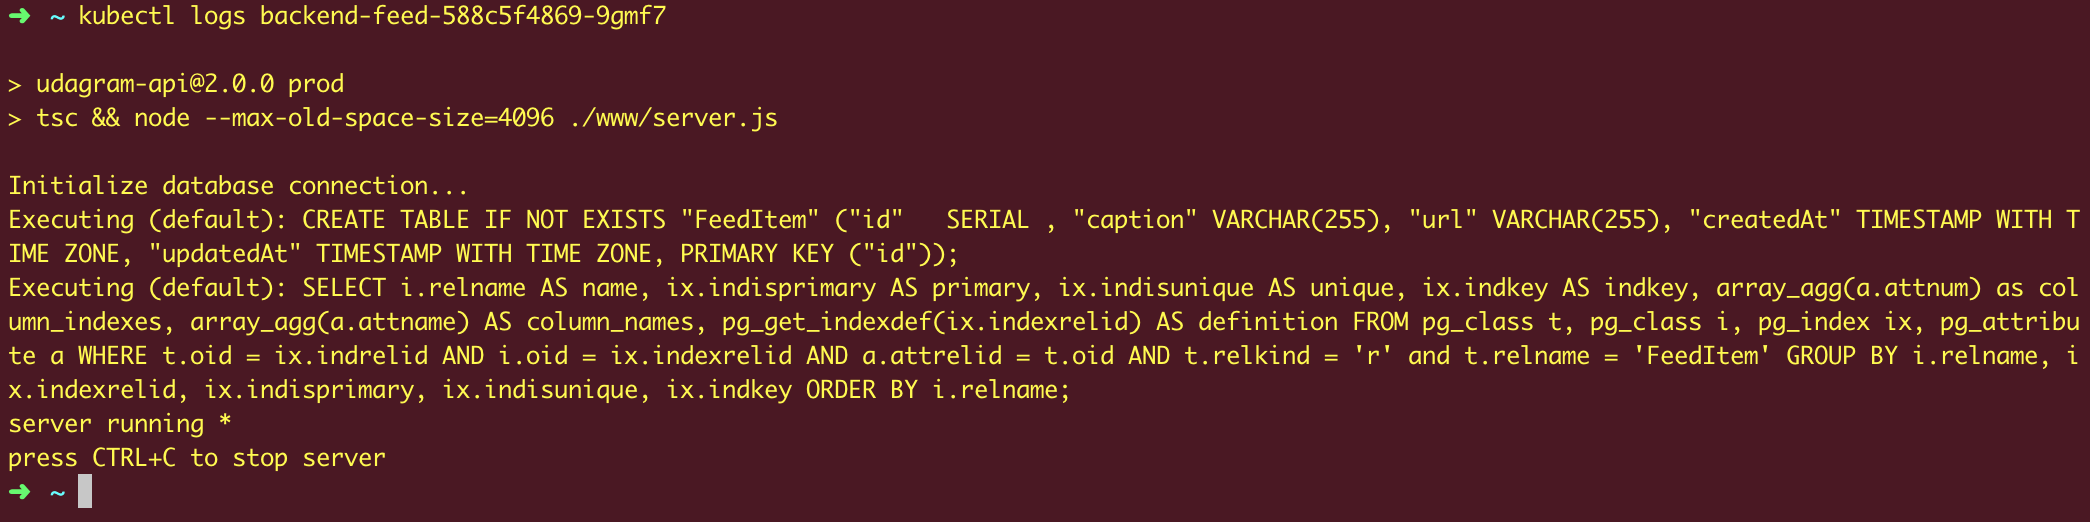 ➜ ~ kubectl logs backend-feed-588c5f4869-9gmf7
> udagram-api@2.0.0 prod
> tsc && node --max-old-space-size=4096 ./www/server.js
Initialize database connection...
Executing (default): CREATE TABLE IF NOT EXISTS "FeedItem" ("id"   SERIAL , "caption" VARCHAR(255), "url" VARCHAR(255), "createdAt" TIMESTAMP WITH T
IME ZONE, "updatedAt" TIMESTAMP WITH TIME ZONE, PRIMARY KEY ("id"));
Executing (default): SELECT i.relname AS name, ix.indisprimary AS primary, ix.indisunique AS unique, ix.indkey AS indkey, array_agg(a.attnum) as col
umn_indexes, array_agg(a.attname) AS column_names, pg_get_indexdef(ix.indexrelid) AS definition FROM pg_class t, pg_class i, pg_index ix, pg_attribu
te a WHERE t.oid = ix.indrelid AND i.oid = ix.indexrelid AND a.attrelid = t.oid AND t.relkind = 'r' and t.relname = 'FeedItem' GROUP BY i.relname, i
x.indexrelid, ix.indisprimary, ix.indisunique, ix.indkey ORDER BY i.relname;
server running *
press CTRL+C to stop server
➜ ~